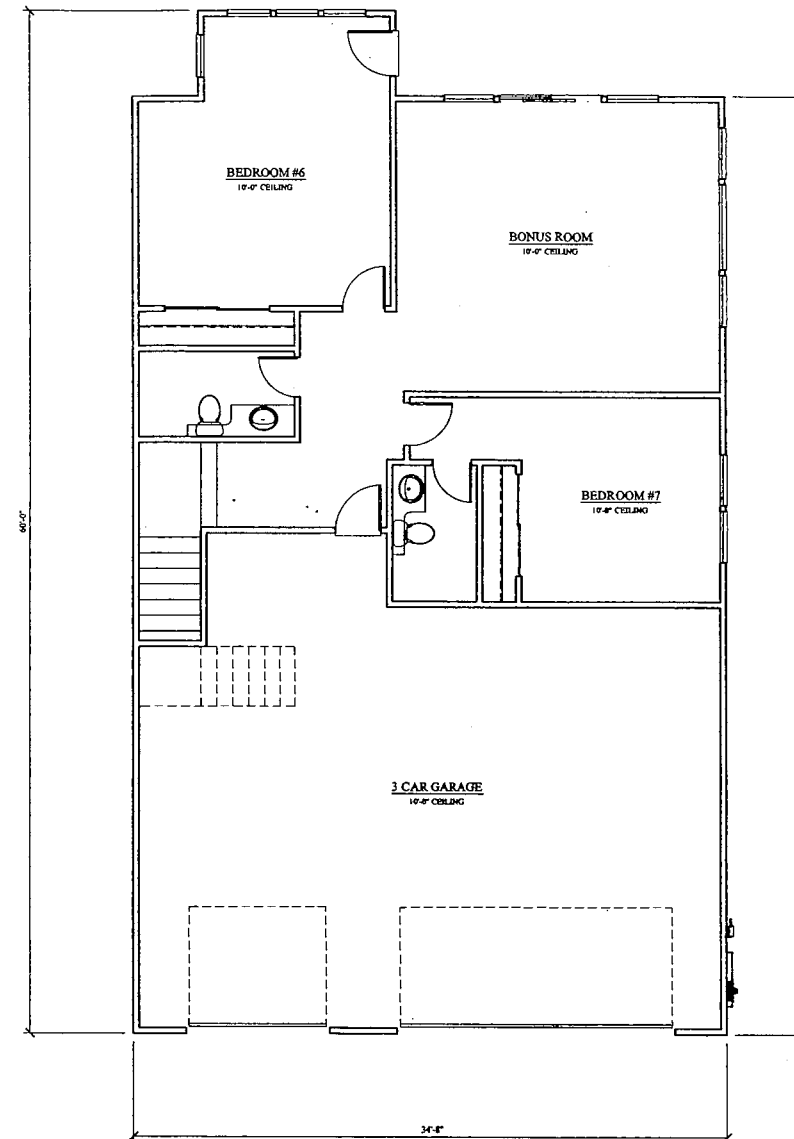 BEDROOM #6
10'-0" CEILING
BONUS ROOM
10'-0" CEILING
BEDROOM #7
10'-0" CEILING
60'-0"
3 CAR GARAGE
10'-0" CEILING
34'-8"